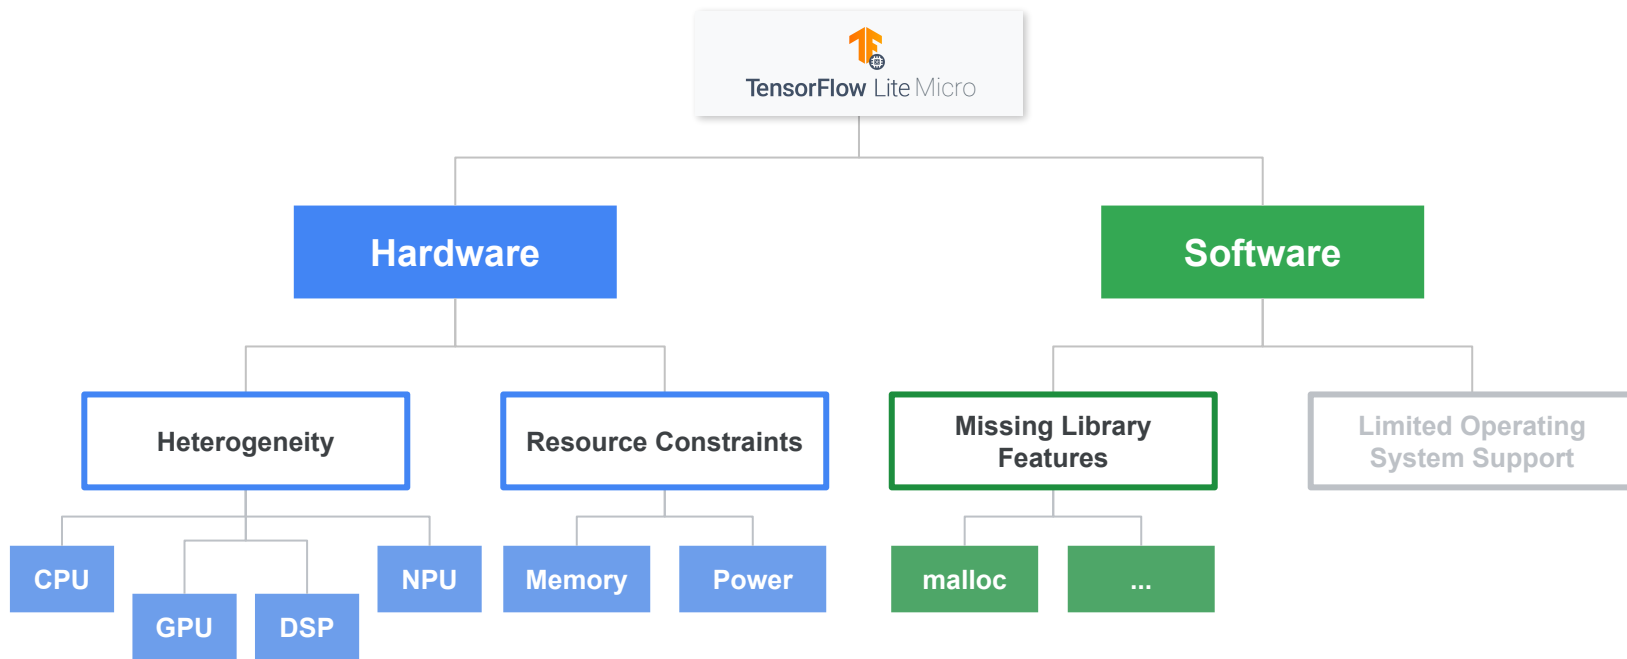 TensorFlow Lite Micro
Hardware
Software
Heterogeneity
Resource Constraints
Missing Library
Features
Limited Operating
System Support
CPU
GPU
DSP
NPU
Memory
Power
malloc
...